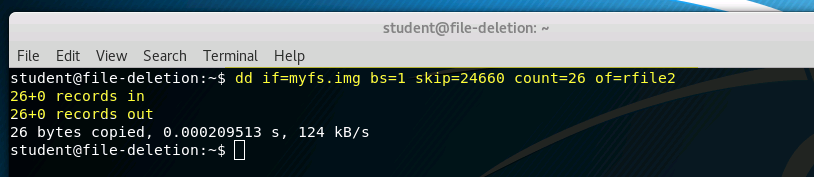 student@file-deletion: ~
File Edit View Search Terminal Help
student@file-deletion:~$ dd if=myfs.img bs=1 skip=24660 count=26 of=rfile2
26+0 records in
26+0 records out
26 bytes copied, 0.000209513 s, 124 kB/s
student@file-deletion:~$